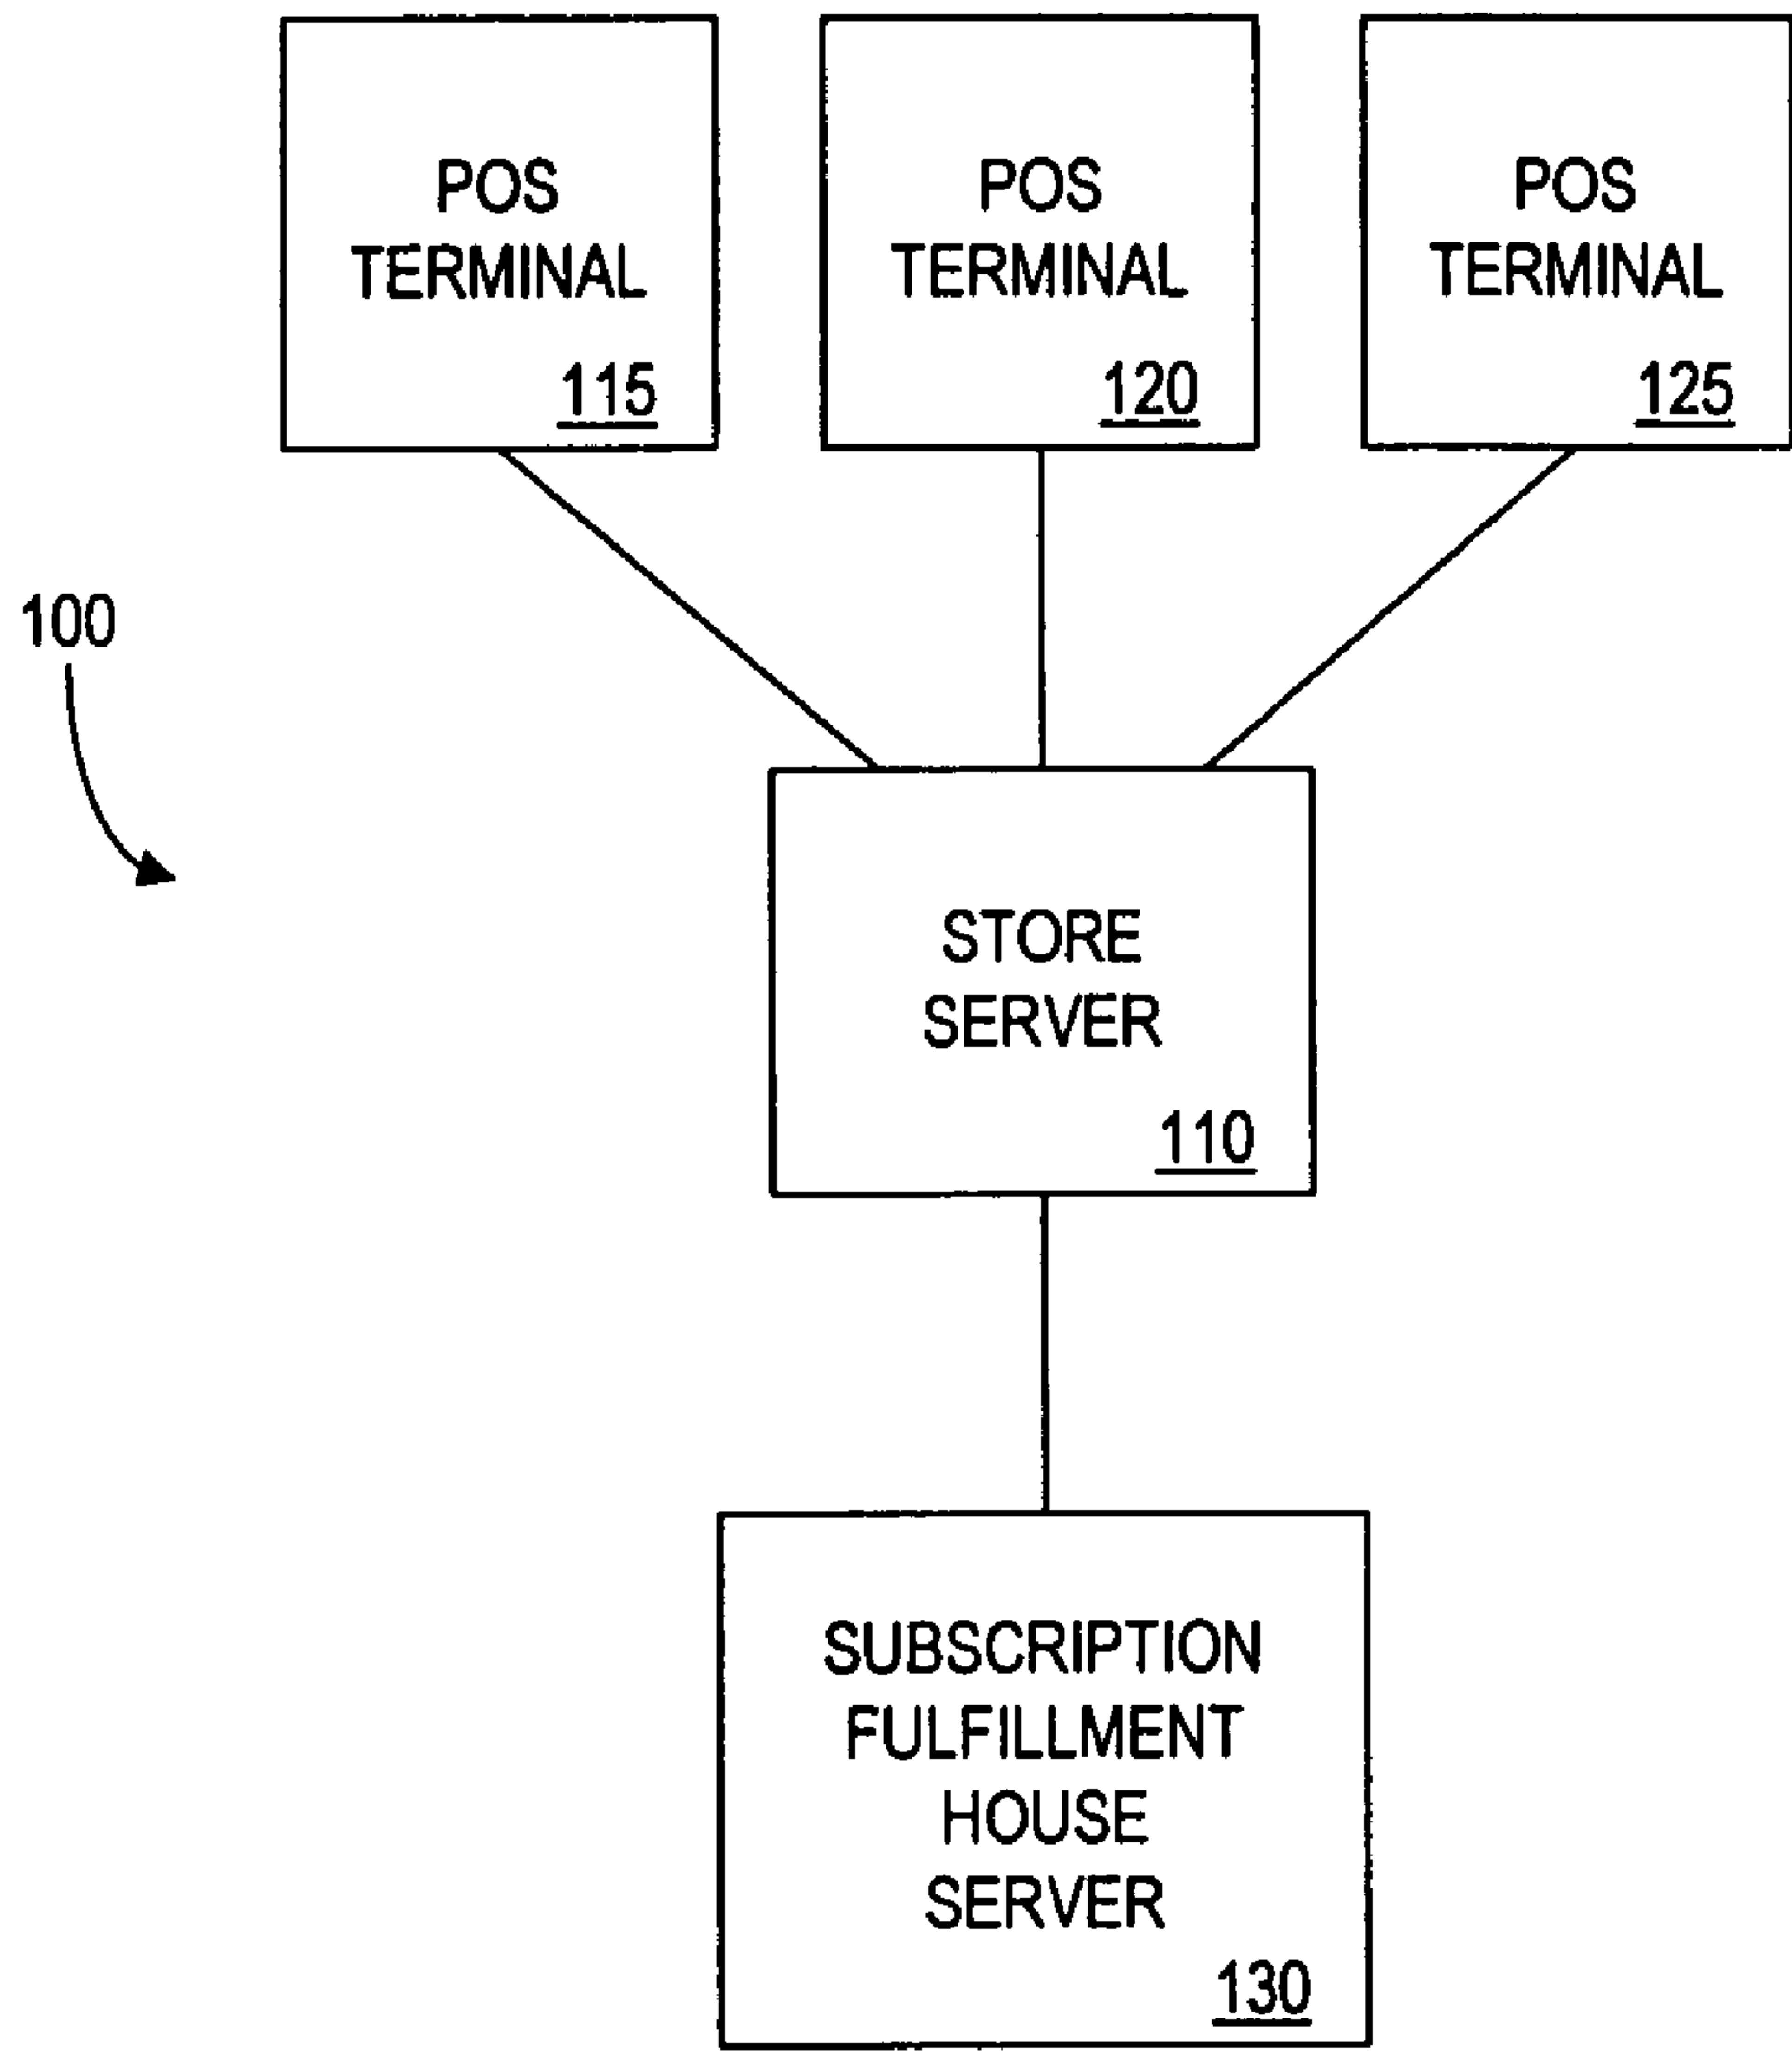 POS
TERMINAL
115
POS
TERMINAL
120
POS
TERMINAL
125
100
STORE
SERVER
110
SUBSCRIPTION
FULFILLMENT
HOUSE
SERVER
130